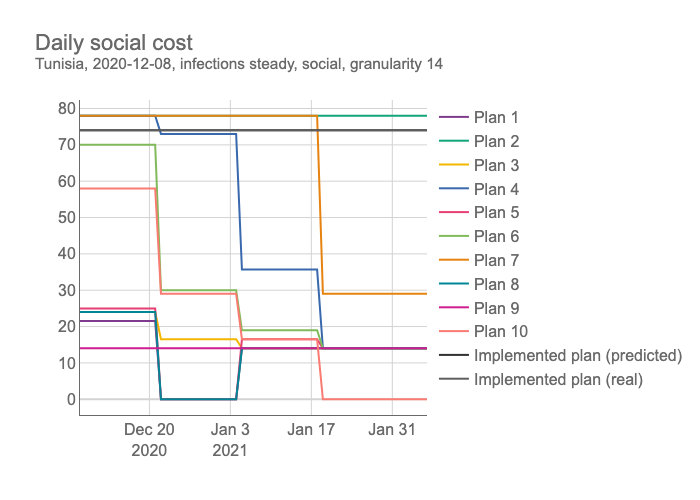 Daily social cost
Tunisia, 2020-12-08, infections steady, social, granularity 14
80
70
60
50
40
30
20
10
0
Dec 20
2020
Jan 3
2021
Jan 17
Jan 31
Plan 1
Plan 2
Plan 3
Plan 4
Plan 5
Plan 6
Plan 7
Plan 8
Plan 9
Plan 10
Implemented plan (predicted)
Implemented plan (real)